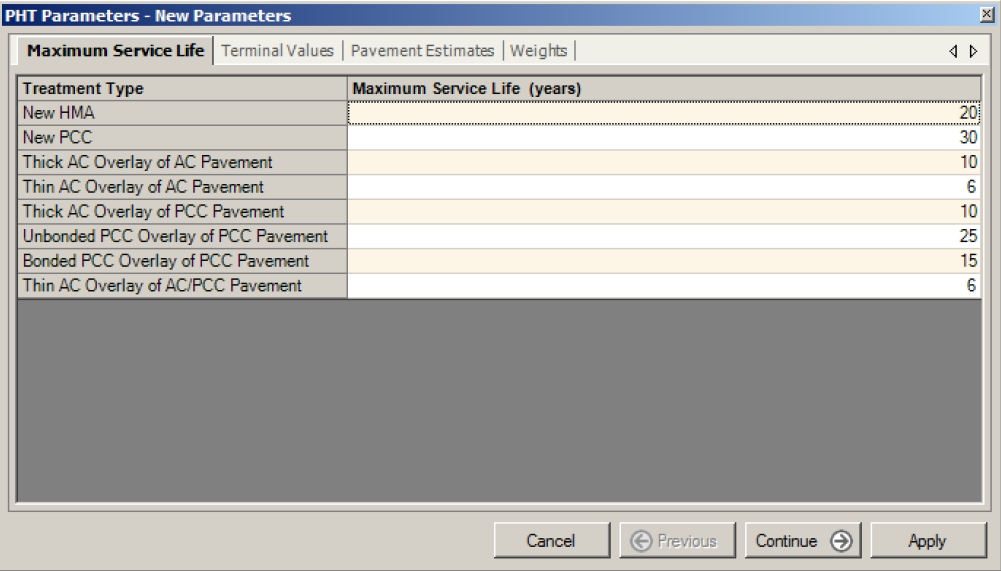 PHT Parameters - New Parameters
Maximum Service Life Terminal Values Pavement Estimates Weights
Treatment Type Maximum Service Life (years)
New HMA 20
New PCC 30
Thick AC Overlay of AC Pavement 10
Thin AC Overlay of AC Pavement 6
Thick AC Overlay of PCC Pavement 10
Unbonded PCC Overlay of PCC Pavement 25
Bonded PCC Overlay of PCC Pavement 15
Thin AC Overlay of AC/PCC Pavement 6
Cancel Previous Continue Apply